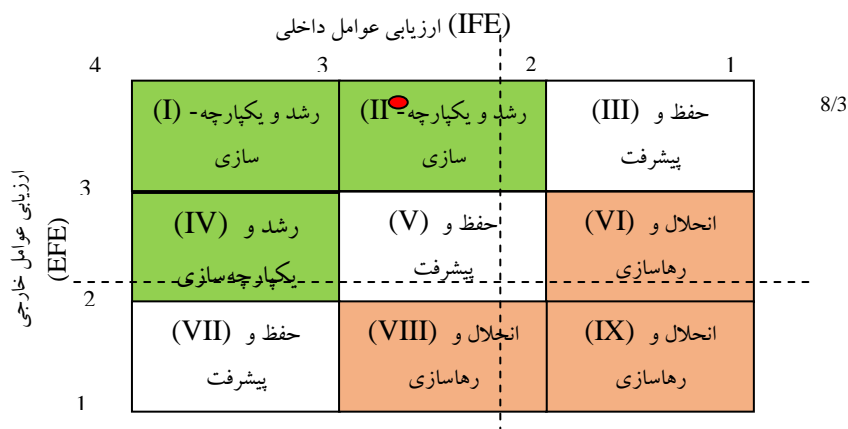 ارزیابی عوامل داخلی (IFE)
4 3 2 1
رشد و یکپارچه- (I)
سازی
رشد و یکپارچه- (II
سازی
حفظ و (III)
پیشرفت
8/3
3
رشد و (IV)
یکپارچه‌سازی
حفظ و (V)
پیشرفت
انحلال و (VI)
رهاسازی
ارزیابی عوامل خارجی
(EFE)
2
حفظ و (VII)
پیشرفت
انحلال و (VIII)
رهاسازی
انحلال و (IX)
رهاسازی
1